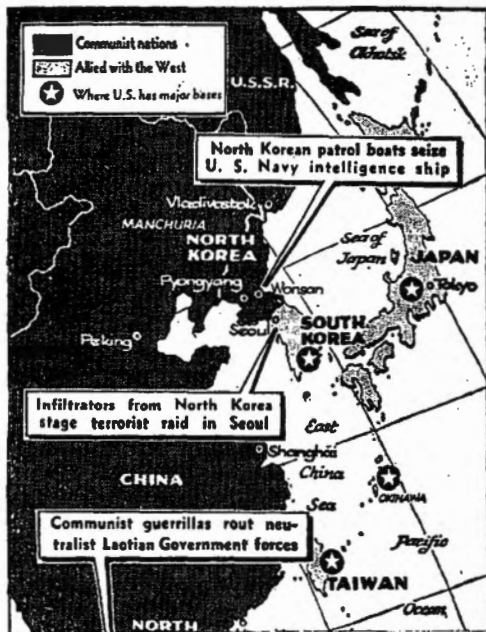 Communist nations
Allied with the West
Where U.S. has major bases
Sea of
Okhotsk
U.S.S.R.
North Korean patrol boats seize
U. S. Navy intelligence ship
Vladivostok
MANCHURIA
NORTH
KOREA
Sea of
Japan
JAPAN
Pyongyang
Wonsan
Tokyo
Seoul
SOUTH
KOREA
Peking
Infiltrators from North Korea
stage terrorist raid in Seoul
East
China
Sea
Shanghai
CHINA
OKINAWA
Communist guerrillas rout neu-
tralist Laotian Government forces
Pacific
Ocean
TAIWAN
NORTH